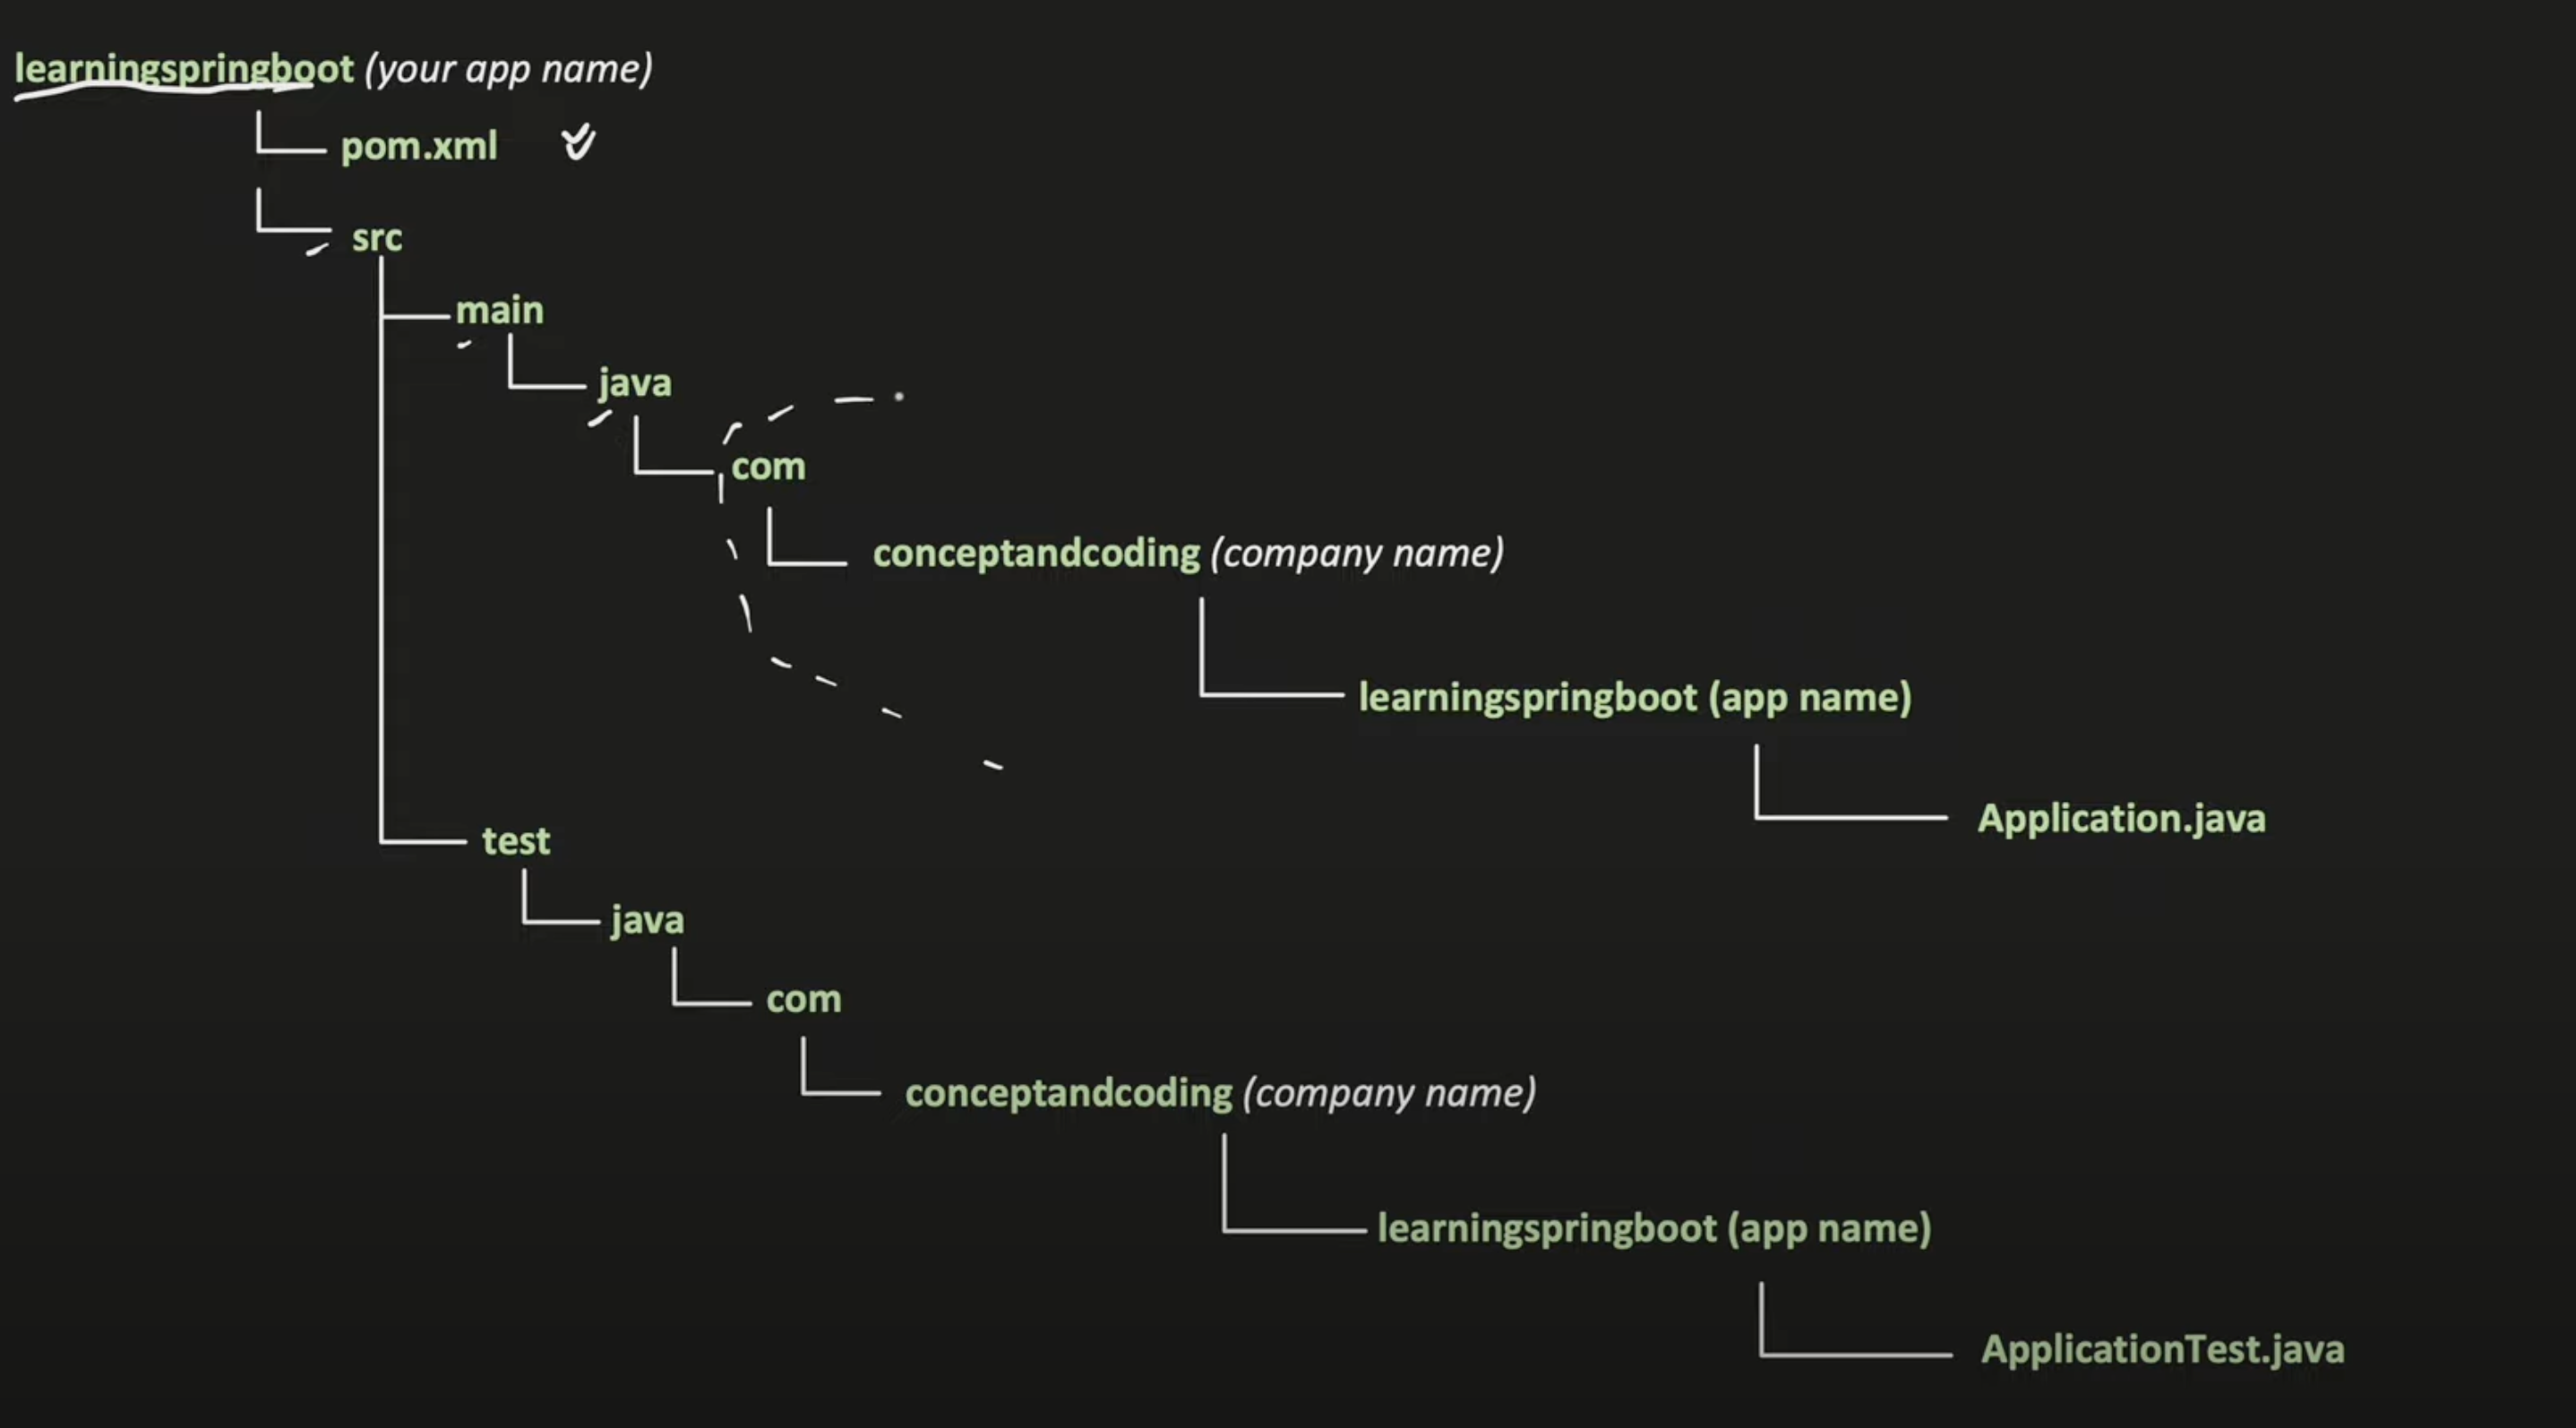 learningspringboot (your app name)
pom.xml
src
main
java
com
conceptandcoding (company name)
learningspringboot (app name)
Application.java
test
java
com
conceptandcoding (company name)
learningspringboot (app name)
ApplicationTest.java